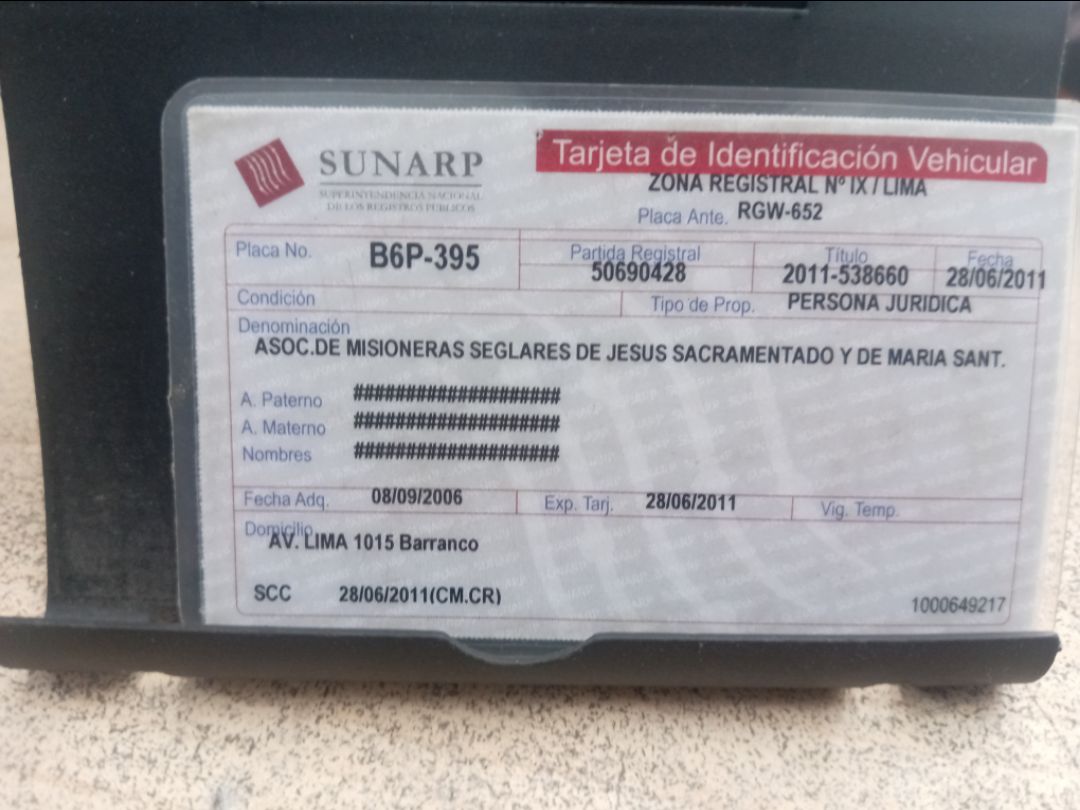 SUNARP
SUPERINTENDENCIA NACIONAL
DE LOS REGISTROS PUBLICOS
Tarjeta de Identificación Vehicular
ZONA REGISTRAL Nº IX / LIMA
Placa Ante. RGW-652
Placa No. B6P-395
Partida Registral
50690428
Título
2011-538660
Fecha
28/06/2011
Condición
Tipo de Prop. PERSONA JURIDICA
Denominación
ASOC.DE MISIONERAS SEGLARES DE JESUS SACRAMENTADO Y DE MARIA SANT.
A. Paterno ####################
A. Materno ####################
Nombres ####################
Fecha Adq. 08/09/2006 Exp. Tarj. 28/06/2011 Vig. Temp.
Domicilio
AV. LIMA 1015 Barranco
SCC 28/06/2011(CM.CR)
1000649217